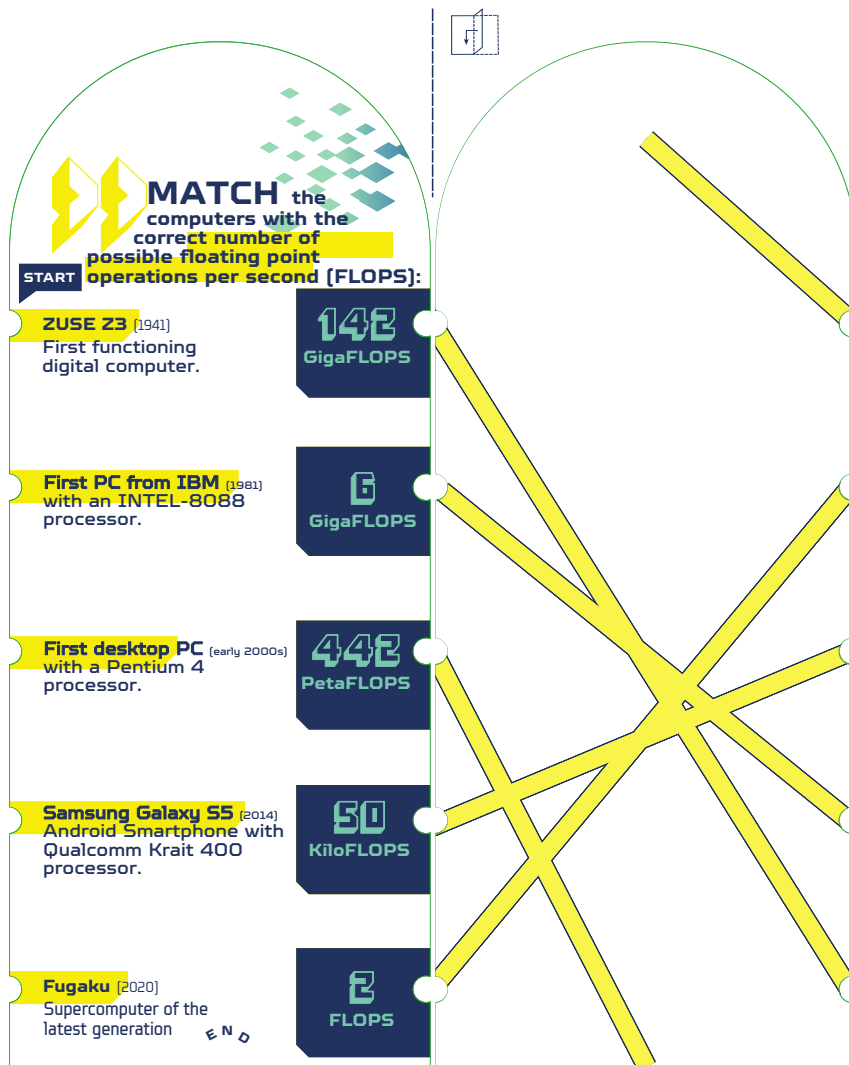 MATCH the
computers with the
correct number of
possible floating point
START
operations per second (FLOPS):
ZUSE Z3 (1941)
First functioning
digital computer.
142
GigaFLOPS
First PC from IBM (1981)
with an INTEL-8088
processor.
6
GigaFLOPS
First desktop PC (early 2000s)
with a Pentium 4
processor.
442
PetaFLOPS
Samsung Galaxy S5 (2014)
Android Smartphone with
Qualcomm Krait 400
processor.
50
KiloFLOPS
Fugaku (2020)
Supercomputer of the
latest generation
END
2
FLOPS